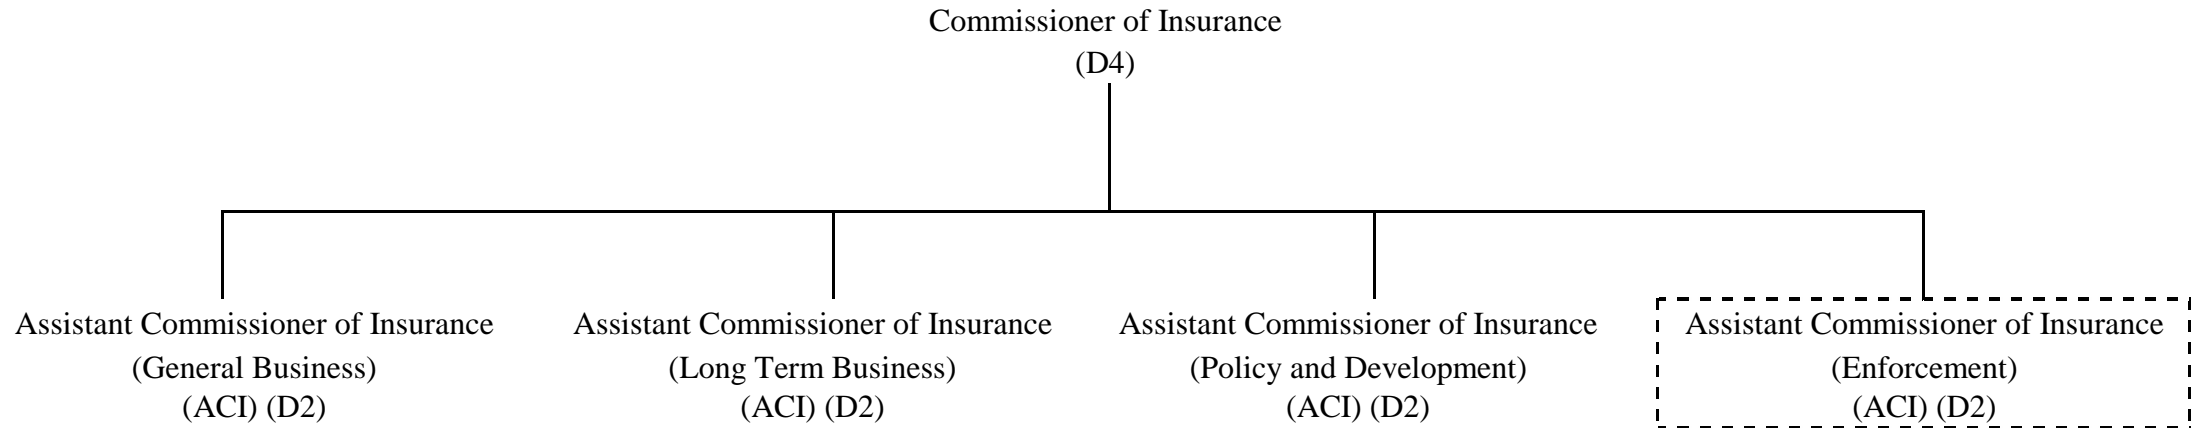 Commissioner of Insurance
(D4)
Assistant Commissioner of Insurance
(General Business)
(ACI) (D2)
Assistant Commissioner of Insurance
(Long Term Business)
(ACI) (D2)
Assistant Commissioner of Insurance
(Policy and Development)
(ACI) (D2)
Assistant Commissioner of Insurance
(Enforcement)
(ACI) (D2)